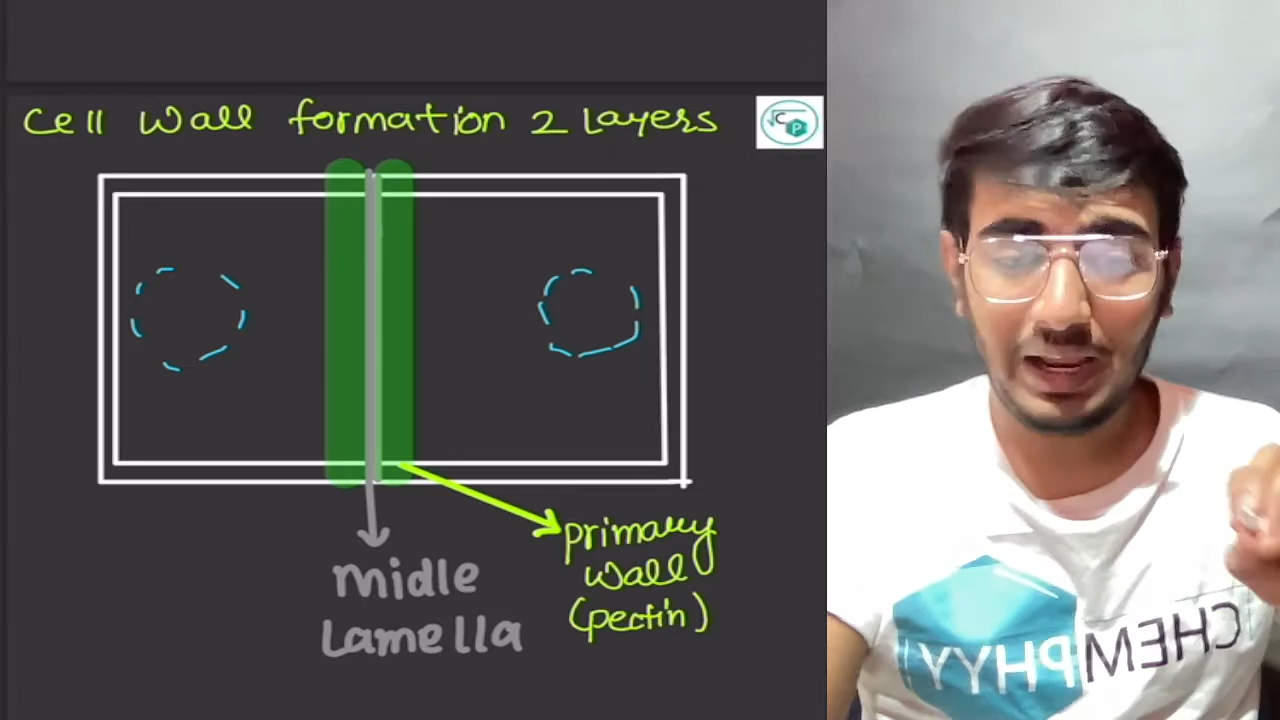 Cell Wall formation 2 Layers
√C P
midle
Lamella
primary
wall
(pectin)
CHEMPHYY